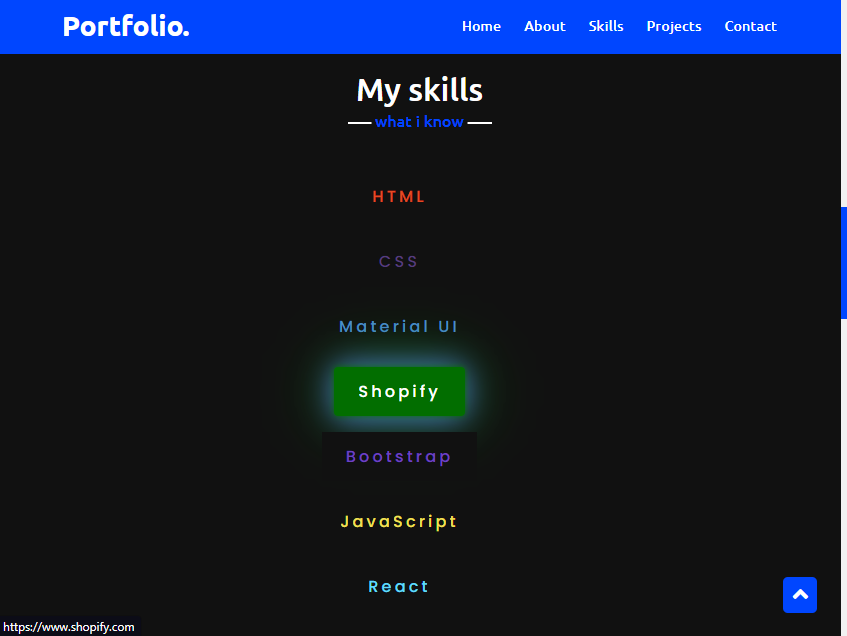 Portfolio.
Home About Skills Projects Contact
My skills
what i know
HTML
CSS
Material UI
Shopify
Bootstrap
JavaScript
React
https://www.shopify.com